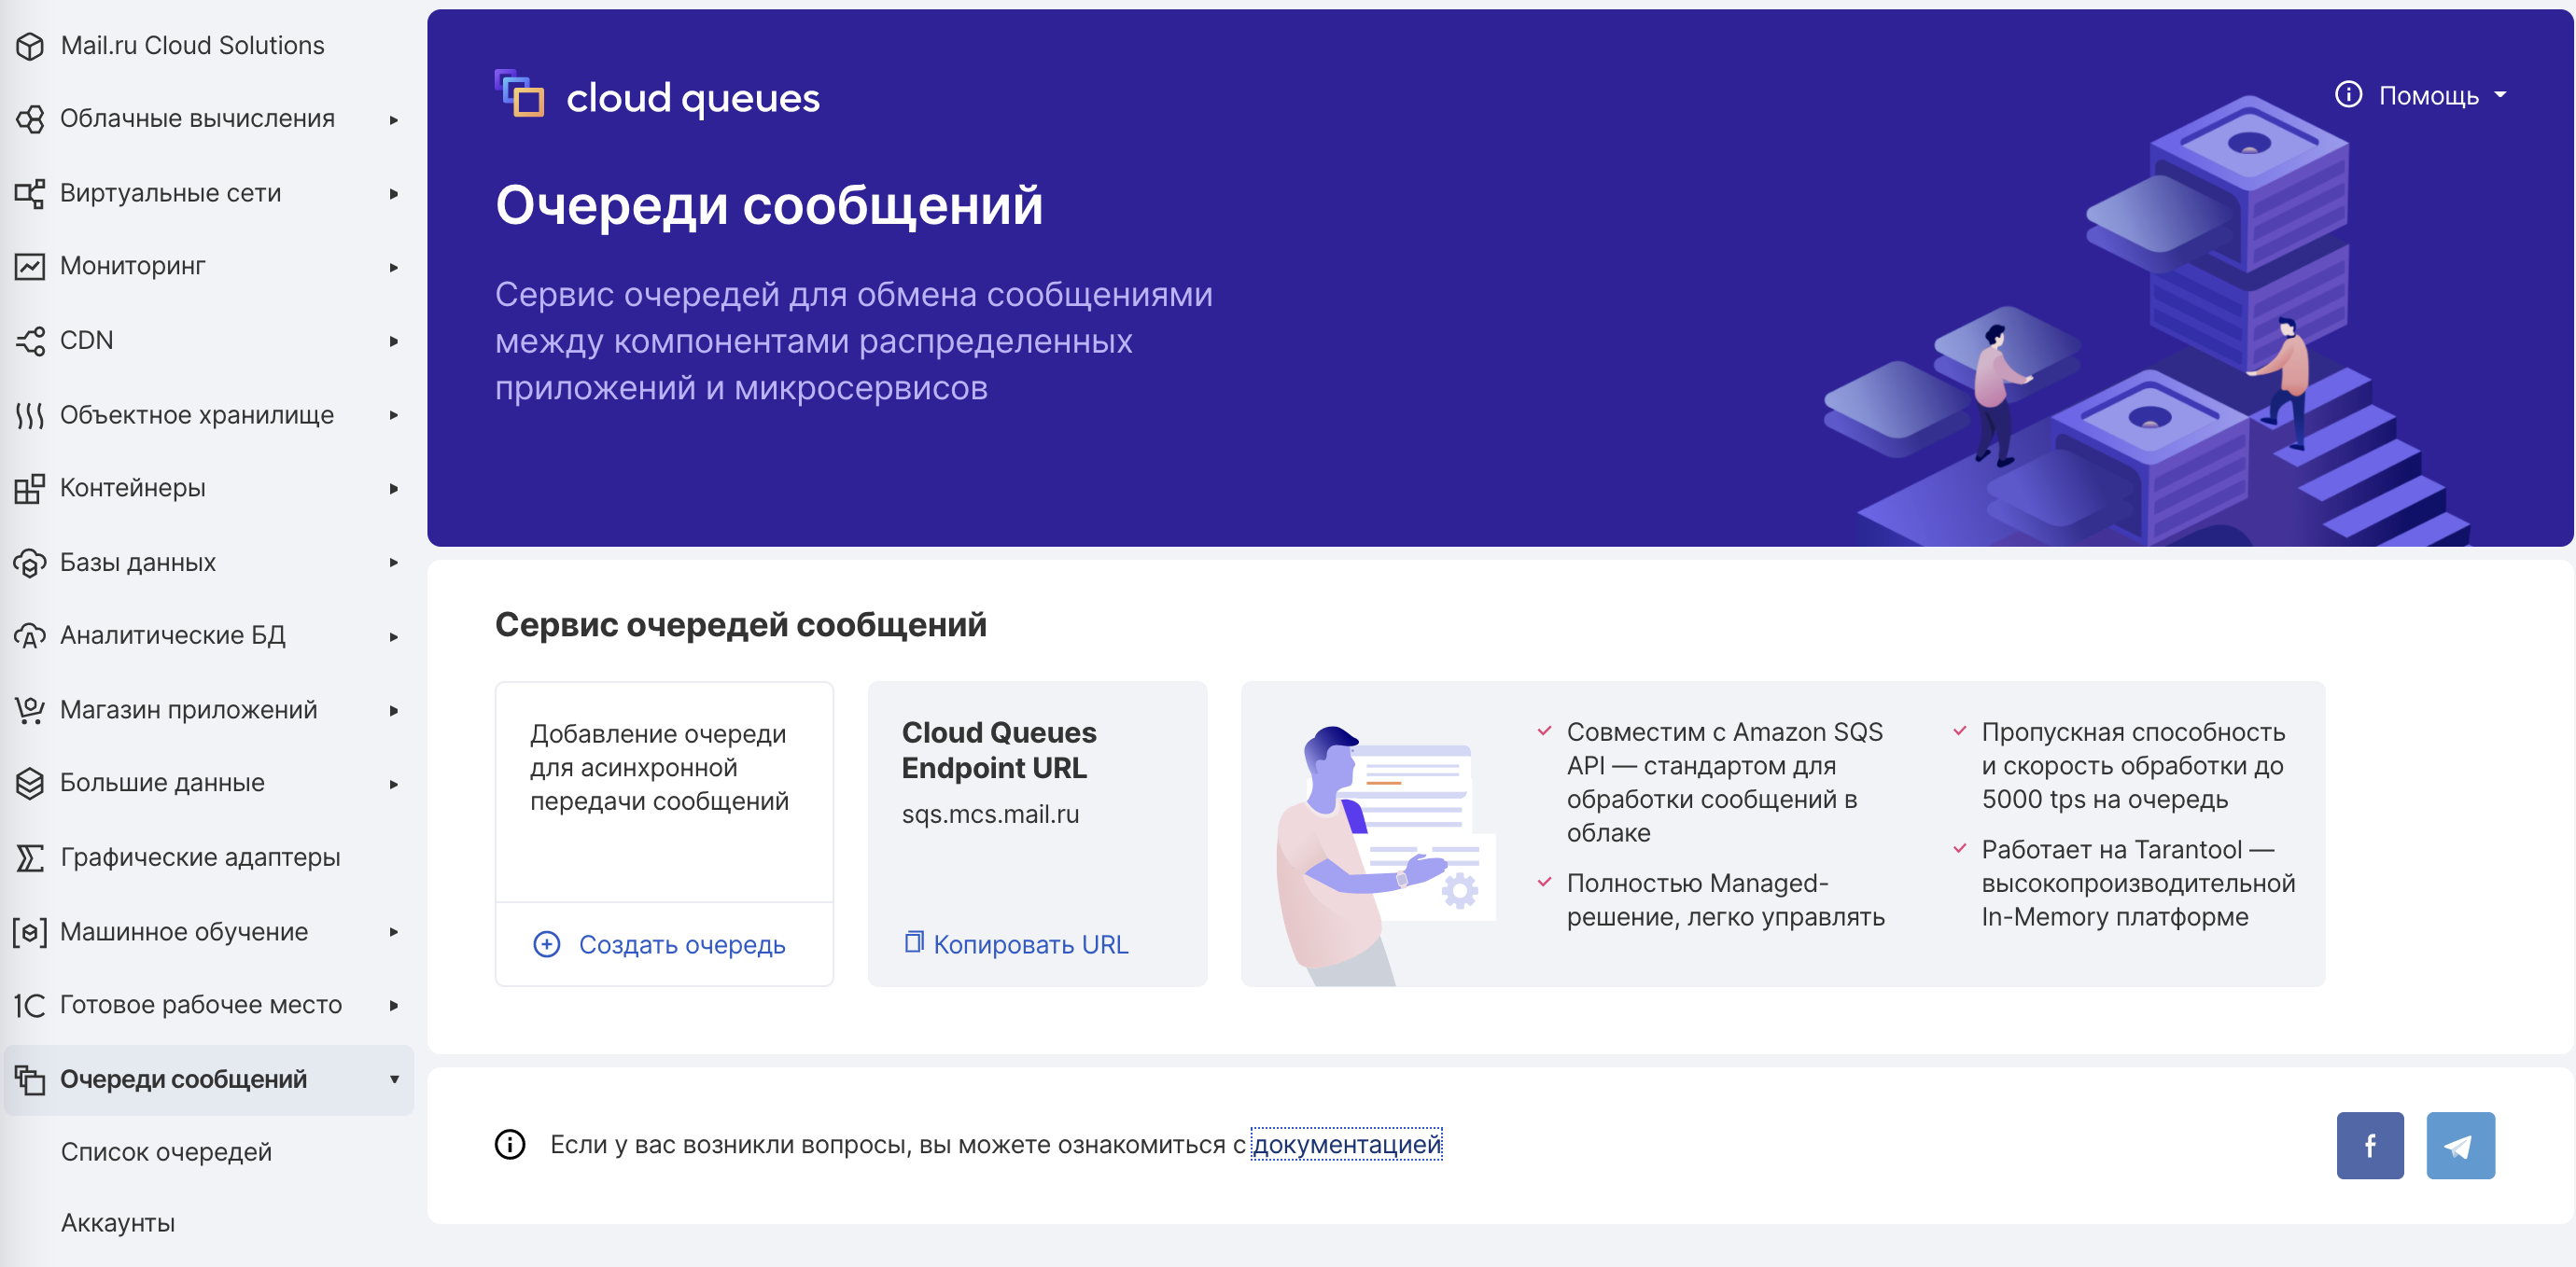 Mail.ru Cloud Solutions
Облачные вычисления
Виртуальные сети
Мониторинг
CDN
Объектное хранилище
Контейнеры
Базы данных
Аналитические БД
Магазин приложений
Большие данные
Графические адаптеры
Машинное обучение
1C Готовое рабочее место
Очереди сообщений
Список очередей
Аккаунты
cloud queues
Помощь
Очереди сообщений
Сервис очередей для обмена сообщениями
между компонентами распределенных
приложений и микросервисов
Сервис очередей сообщений
Добавление очереди
для асинхронной
передачи сообщений
Создать очередь
Cloud Queues
Endpoint URL
sqs.mcs.mail.ru
Копировать URL
Совместим с Amazon SQS
API — стандартом для
обработки сообщений в
облаке
Полностью Managed-
решение, легко управлять
Пропускная способность
и скорость обработки до
5000 tps на очередь
Работает на Tarantool —
высокопроизводительной
In-Memory платформе
Если у вас возникли вопросы, вы можете ознакомиться с документацией